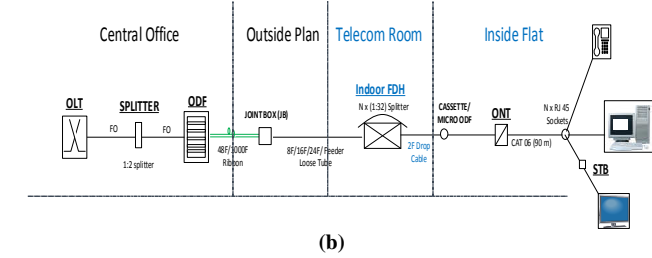 Central Office
Outside Plan
Telecom Room
Inside Flat
OLT
SPLITTER
ODF
FO
FO
1:2 splitter
48F/1000F
Ribbon
JOINT BOX (JB)
8F/16F/24F/ Feeder
Loose Tube
Indoor FDH
N x (1:32) Splitter
2F Drop
Cable
CASSETTE/
MICRO ODF
ONT
CAT 06 (90 m)
N x RJ 45
Sockets
STB
(b)